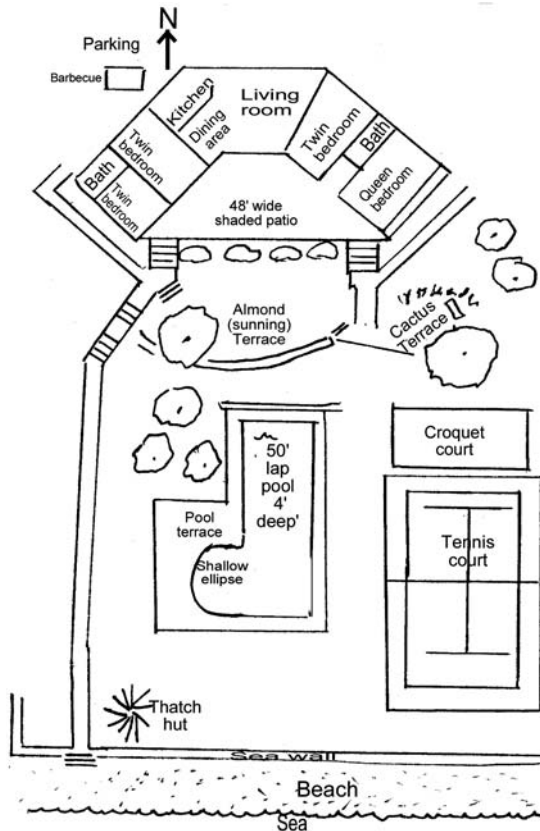 N
Parking
Barbecue
Kitchen
Living
room
Dining
area
Twin
bedroom
Bath
Twin
bedroom
Twin
bedroom
Bath
Queen
bedroom
48' wide
shaded patio
Almond
(sunning)
Terrace
Cactus
Terrace
Croquet
court
50'
lap
pool
4'
deep'
Pool
terrace
Shallow
ellipse
Tennis
court
Thatch
hut
Sea wall
Beach
Sea